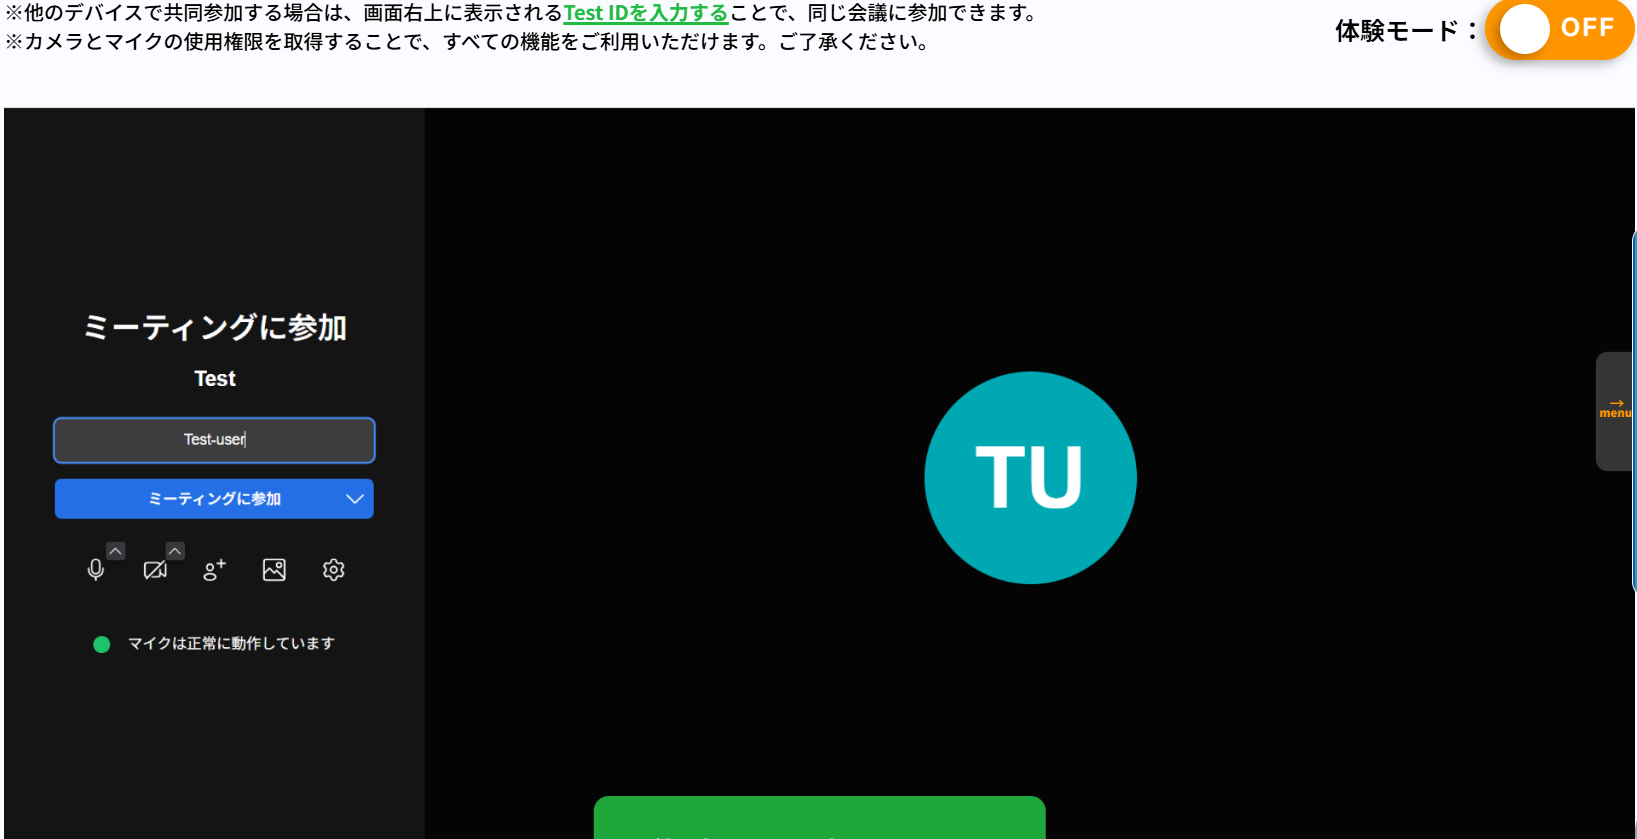 ※他のデバイスで共同参加する場合は、画面右上に表示されるTest IDを入力することで、同じ会議に参加できます。
※カメラとマイクの使用権限を取得することで、すべての機能をご利用いただけます。ご了承ください。
体験モード：
OFF
ミーティングに参加
Test
Test-user
ミーティングに参加
マイクは正常に動作しています
TU
→
menu